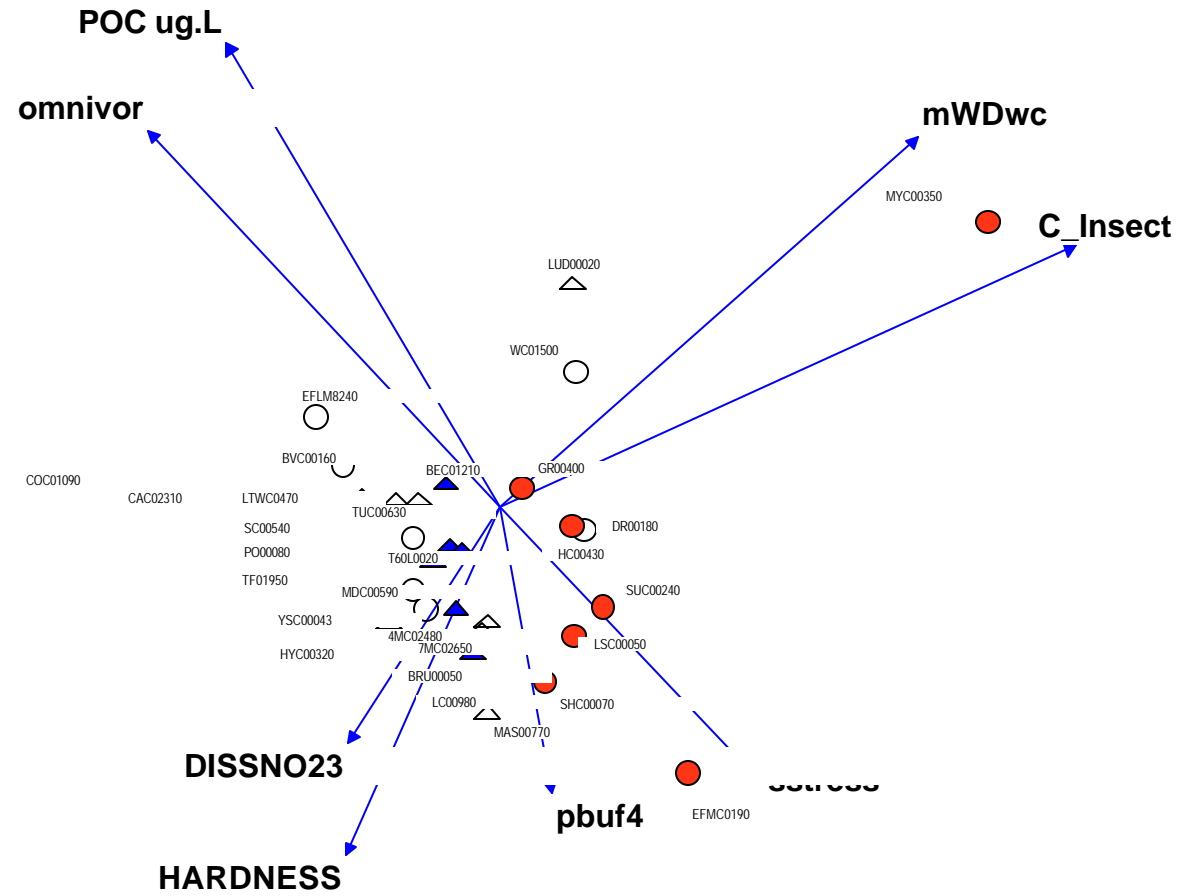 POC ug.L
omnivor
mWDwc
MYC00350
C_Insect
LUD00020
WC01500
EFLM8240
BVC00160
BEC01210
GR00400
COC01090
CAC02310
LTWC0470
TUC00630
SC00540
DR00180
PO00080
T60L0020
HC00430
TF01950
MDC00590
SUC00240
YSC00043
4MC02480
7MC02650
LSC00050
HYC00320
BRU00050
LC00980
SHC00070
MAS00770
DISSNO23
sstress
pbuf4
EFMC0190
HARDNESS